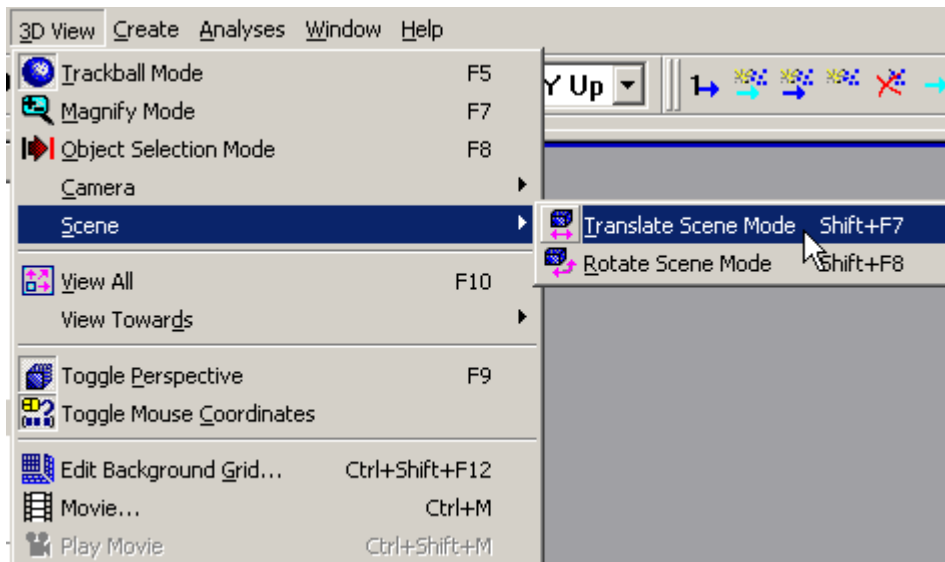 3D View Create Analyses Window Help
Trackball Mode F5
Y Up
Magnify Mode F7
Object Selection Mode F8
Camera
Scene
Translate Scene Mode Shift+F7
Rotate Scene Mode Shift+F8
View All F10
View Towards
Toggle Perspective F9
Toggle Mouse Coordinates
Edit Background Grid... Ctrl+Shift+F12
Movie... Ctrl+M
Play Movie Ctrl+Shift+M